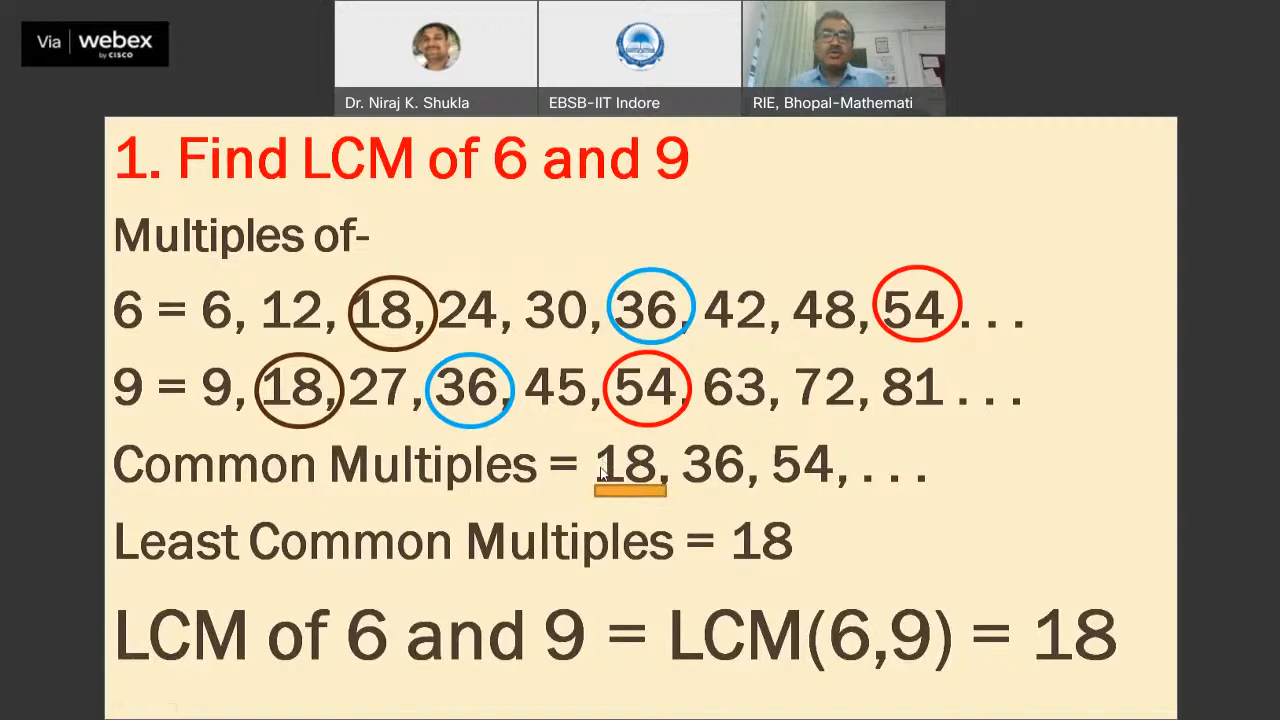 Via webex
by CISCO
Dr. Niraj K. Shukla
EBSB-IIT Indore
RIE, Bhopal-Mathemati
1. Find LCM of 6 and 9
Multiples of-
6 = 6, 12, 18, 24, 30, 36, 42, 48, 54 . . .
9 = 9, 18, 27, 36, 45, 54, 63, 72, 81 . . .
Common Multiples = 18, 36, 54, . . .
Least Common Multiples = 18
LCM of 6 and 9 = LCM(6,9) = 18